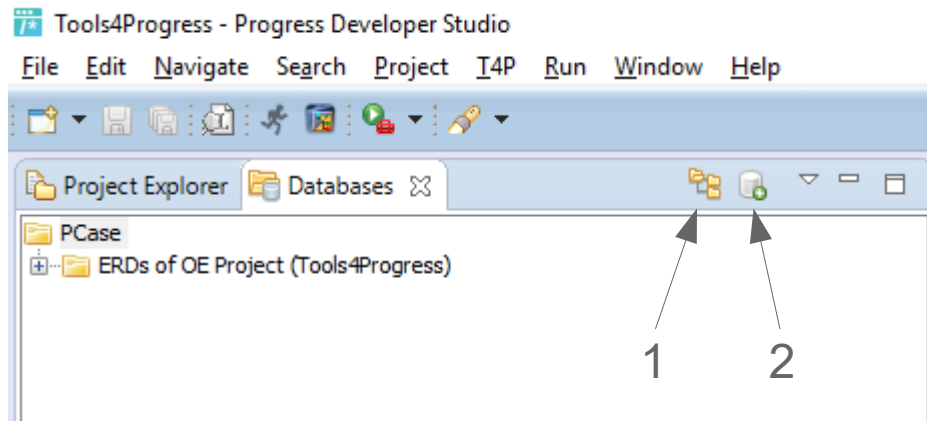 Tools4Progress - Progress Developer Studio
File Edit Navigate Search Project T4P Run Window Help
Project Explorer Databases
PCase
ERDs of OE Project (Tools4Progress)
1 2